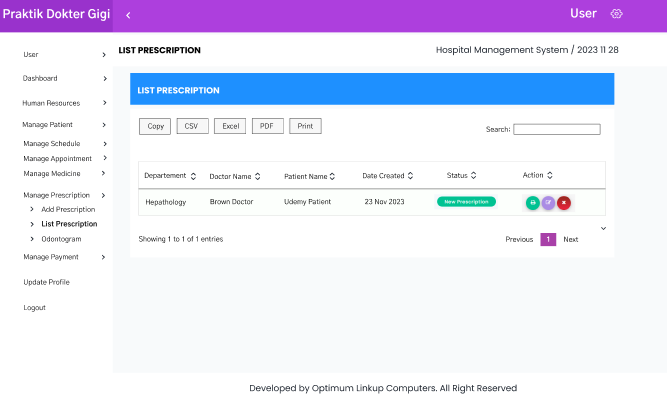 Praktik Dokter Gigi
User
LIST PRESCRIPTION
Hospital Management System / 2023 11 28
User
Dashboard
Human Resources
Manage Patient
Manage Schedule
Manage Appointment
Manage Medicine
Manage Prescription
Add Prescription
List Prescription
Odontogram
Manage Payment
Update Profile
Logout
LIST PRESCRIPTION
Copy CSV Excel PDF Print
Search:
Departement Doctor Name Patient Name Date Created Status Action
Hepathology Brown Doctor Udemy Patient 23 Nov 2023 New Prescription
Showing 1 to 1 of 1 entries
Previous 1 Next
Developed by Optimum Linkup Computers. All Right Reserved